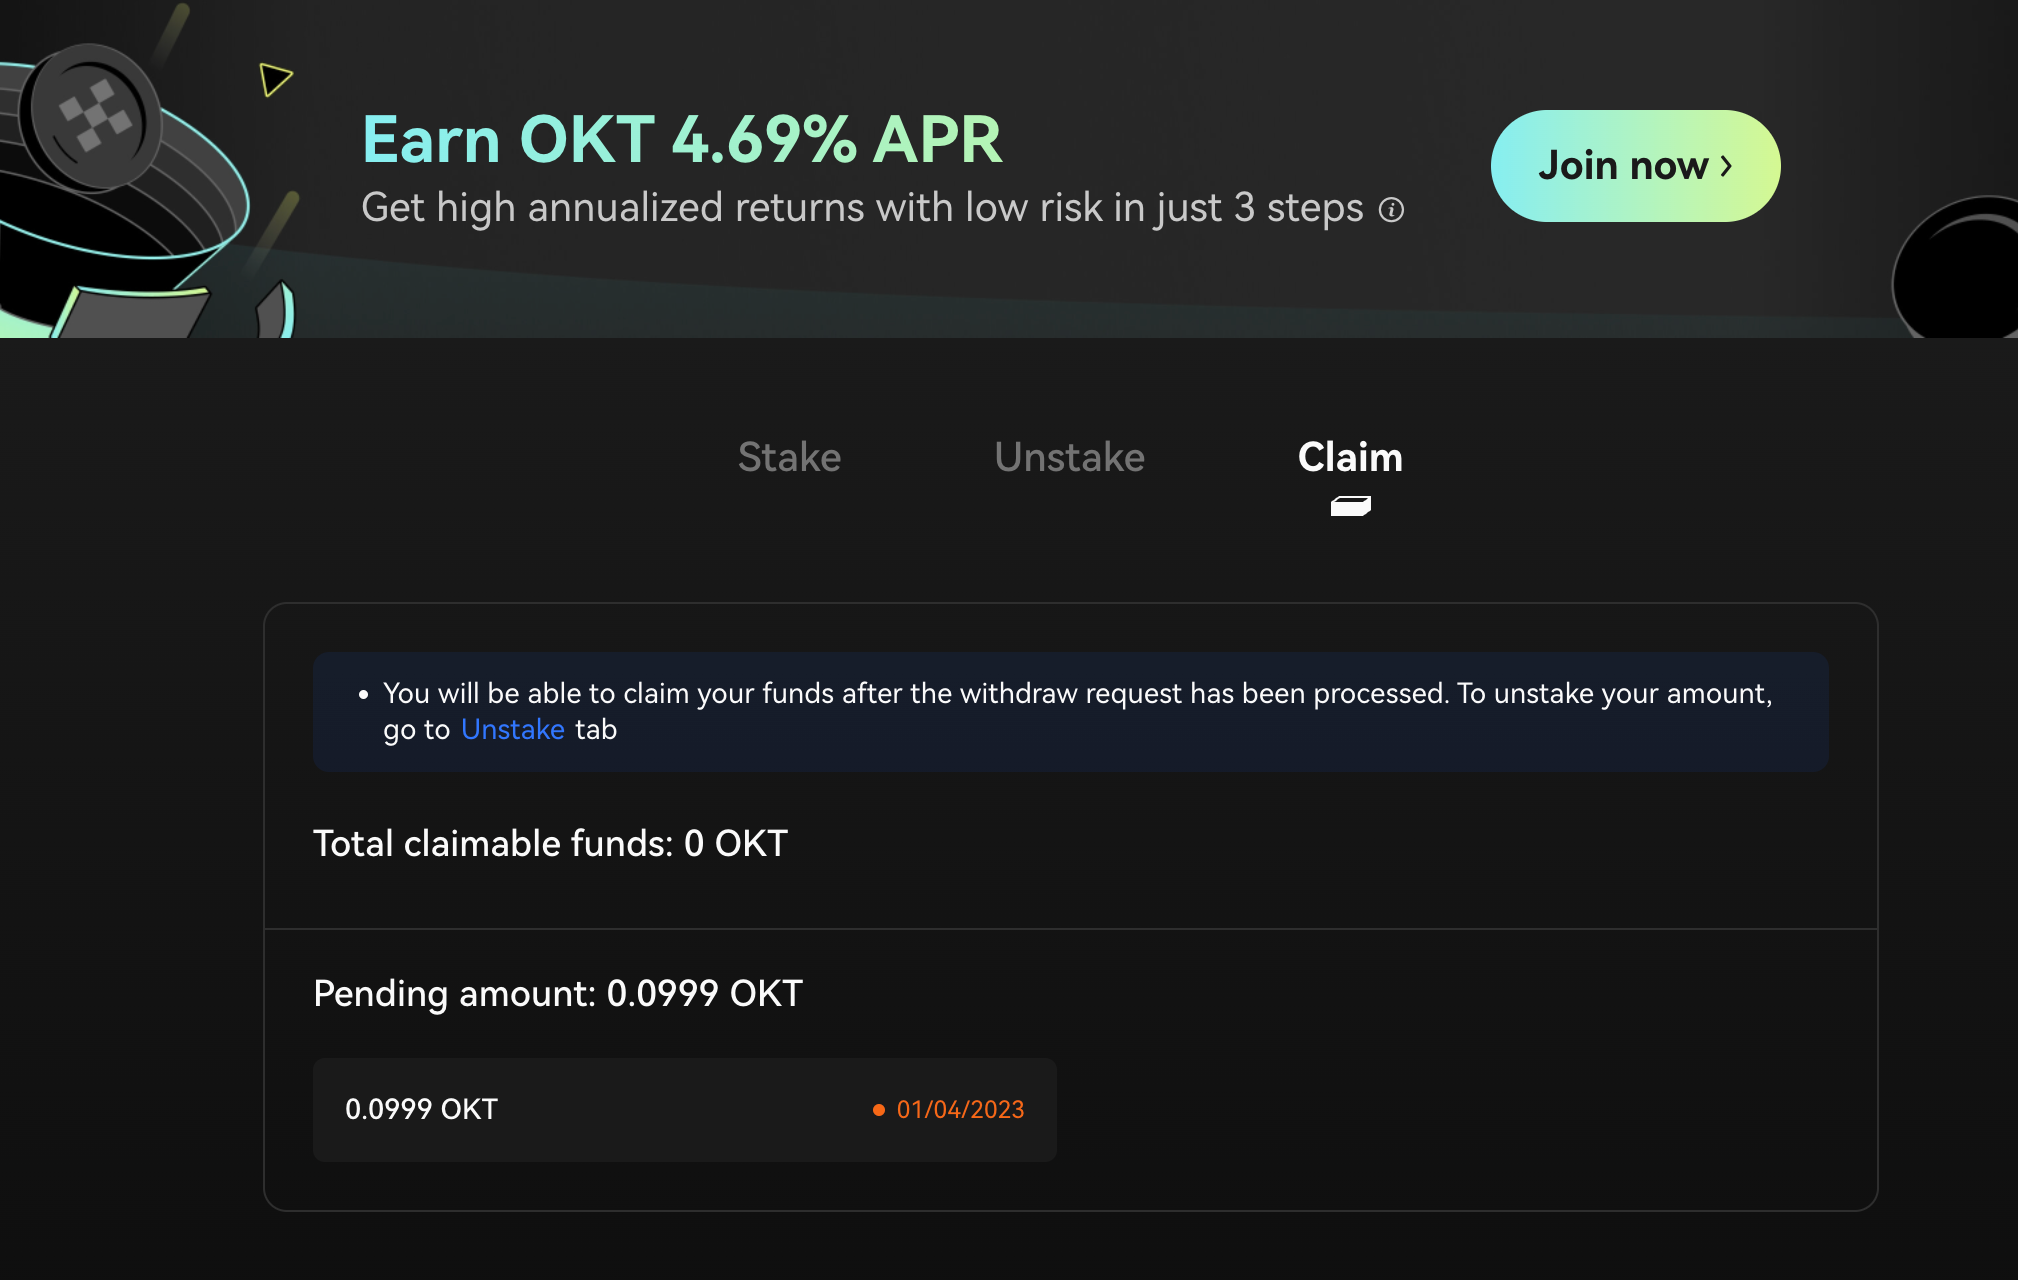 Earn OKT 4.69% APR
Get high annualized returns with low risk in just 3 steps
Join now ›
Stake
Unstake
Claim
• You will be able to claim your funds after the withdraw request has been processed. To unstake your amount,
go to Unstake tab
Total claimable funds: 0 OKT
Pending amount: 0.0999 OKT
0.0999 OKT
01/04/2023